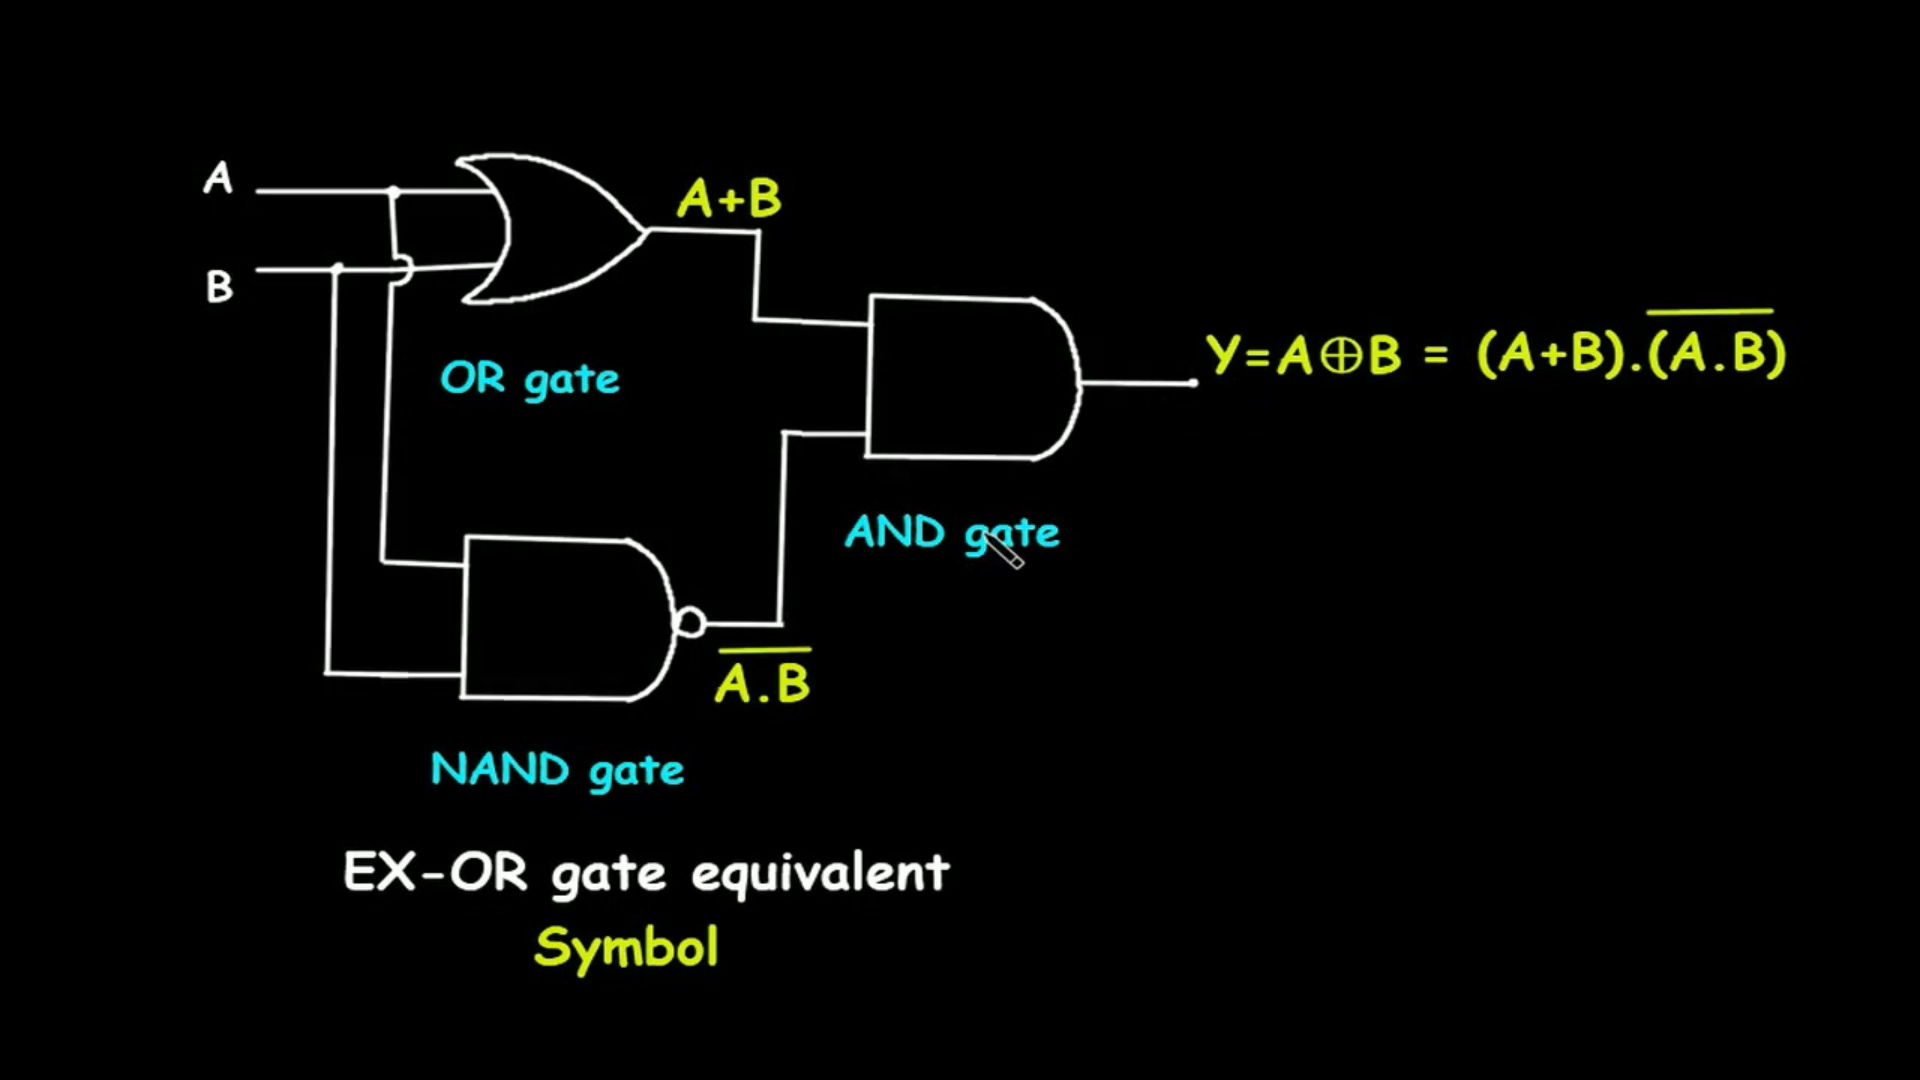 A
A+B
B
OR gate
Y=A⊕B = (A+B).(A̅.̅B̅)
AND gate
A̅.̅B̅
NAND gate
EX-OR gate equivalent
Symbol